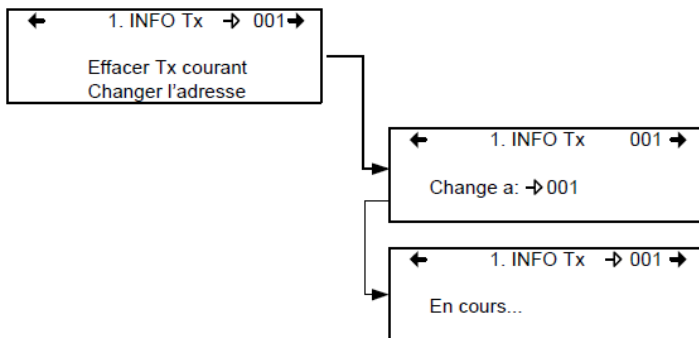 1. INFO Tx 001
Effacer Tx courant
Changer l'adresse
1. INFO Tx 001
Change a: 001
1. INFO Tx 001
En cours...